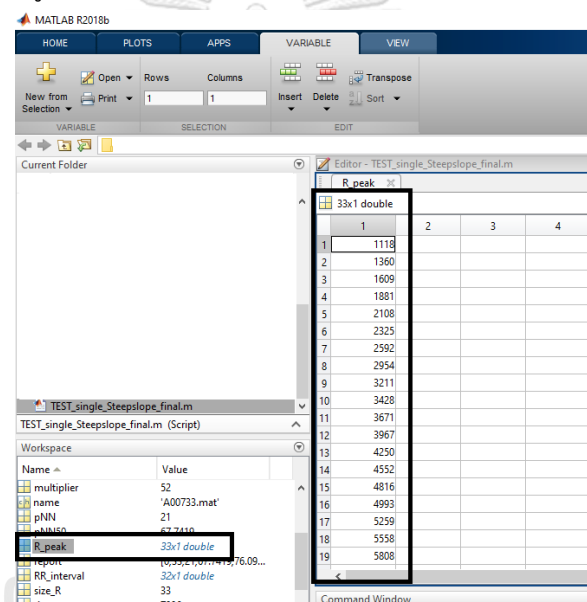 MATLAB R2018b
HOME PLOTS APPS VARIABLE VIEW
New from Selection Open Print
Rows Columns
1 1
Insert Delete Transpose Sort
VARIABLE SELECTION EDIT
Current Folder
Editor - TEST_single_Steepslope_final.m
R_peak
33x1 double
1 2 3 4
1 1118
2 1360
3 1609
4 1881
5 2108
6 2325
7 2592
8 2954
9 3211
10 3428
11 3671
12 3967
13 4250
14 4552
15 4816
16 4993
17 5259
18 5558
19 5808
TEST_single_Steepslope_final.m
TEST_single_Steepslope_final.m (Script)
Workspace
Name Value
multiplier 52
name 'A00733.mat'
pNN 21
pNN50 67.7419
R_peak 33x1 double
report
RR_interval 32x1 double
size_R 33
Command Window